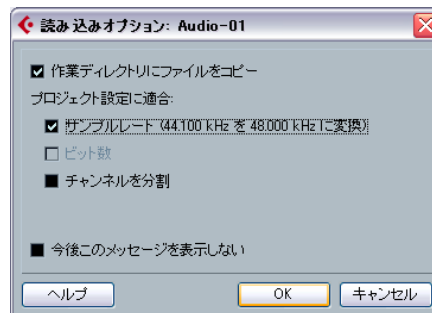 読み込みオプション: Audio-01
作業ディレクトリにファイルをコピー
プロジェクト設定に適合:
サンプルレート (44.100 kHz を 48.000 kHz に変換)
ビット数
チャンネルを分割
今後このメッセージを表示しない
ヘルプ OK キャンセル